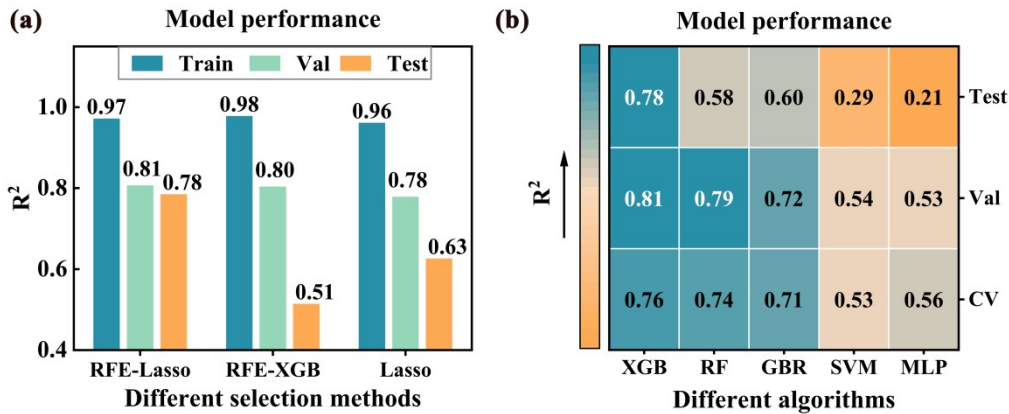 (a)
Model performance
Train Val Test
R²
1.0
0.8
0.6
0.4
0.97
0.81
0.78
0.98
0.80
0.51
0.96
0.78
0.63
RFE-Lasso RFE-XGB Lasso
Different selection methods
(b)
Model performance
R²
0.78 0.58 0.60 0.29 0.21 Test
0.81 0.79 0.72 0.54 0.53 Val
0.76 0.74 0.71 0.53 0.56 CV
XGB RF GBR SVM MLP
Different algorithms